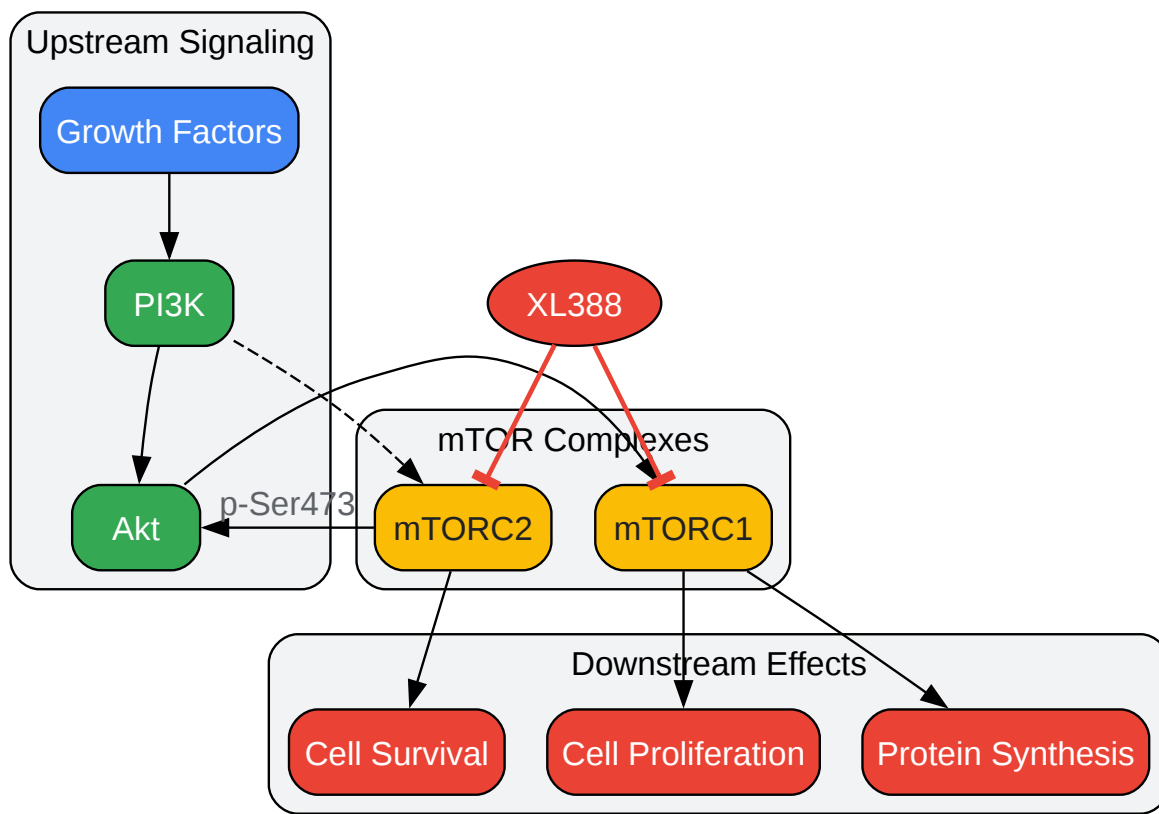 Upstream Signaling
Growth Factors
PI3K
XL388
mTOR Complexes
p-Ser473
Akt
mTORC2
mTORC1
Downstream Effects
Cell Survival
Cell Proliferation
Protein Synthesis